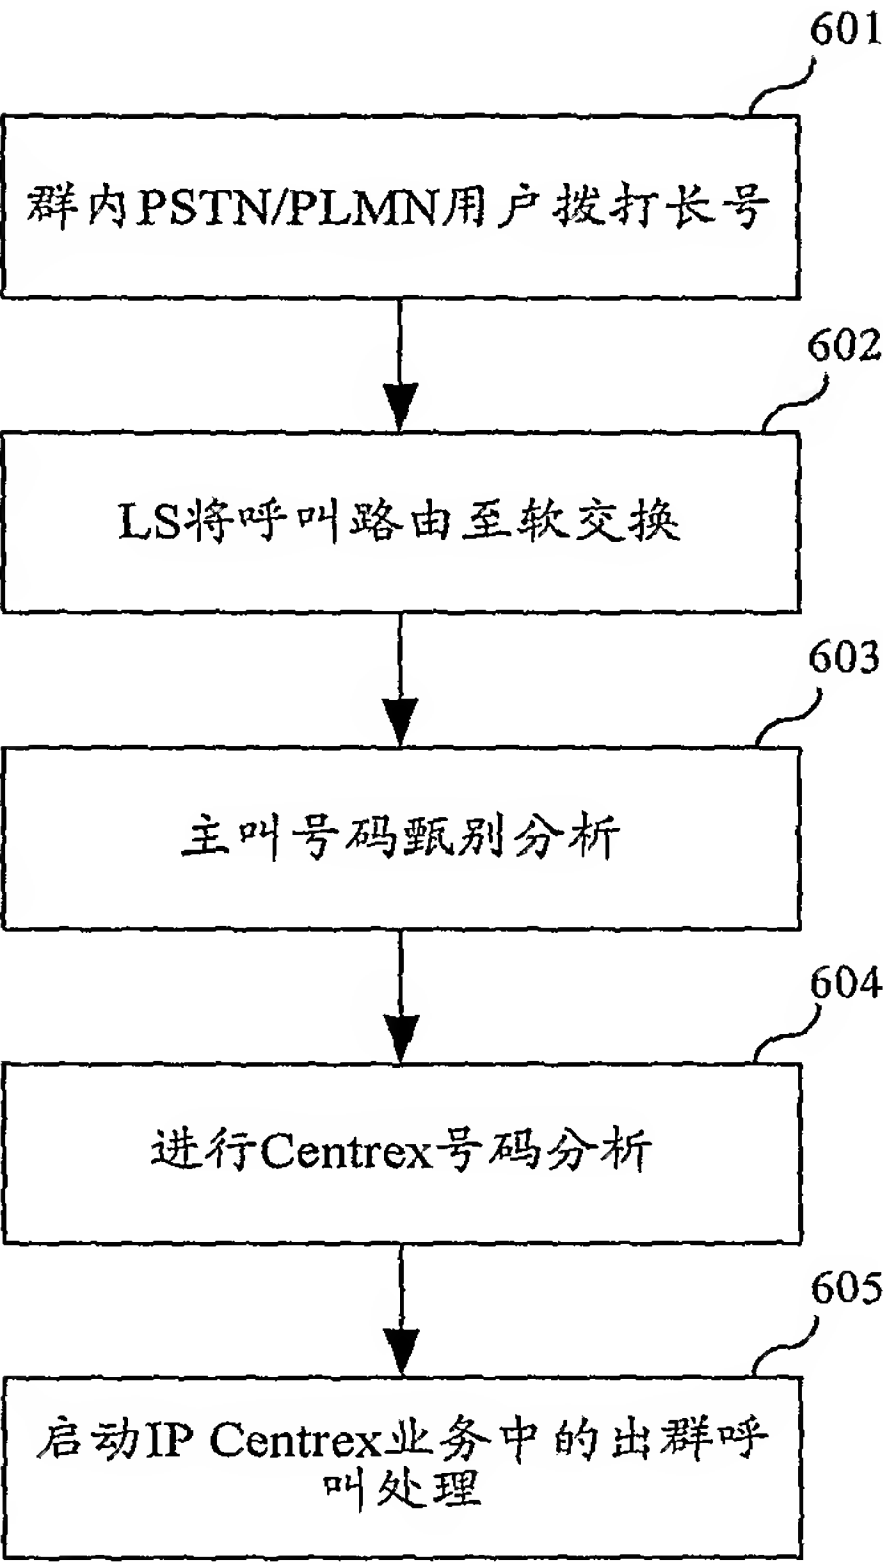 601
群内PSTN/PLMN用户拨打长号
602
LS将呼叫路由至软交换
603
主叫号码甄别分析
604
进行Centrex号码分析
605
启动IP Centrex业务中的出群呼
叫处理